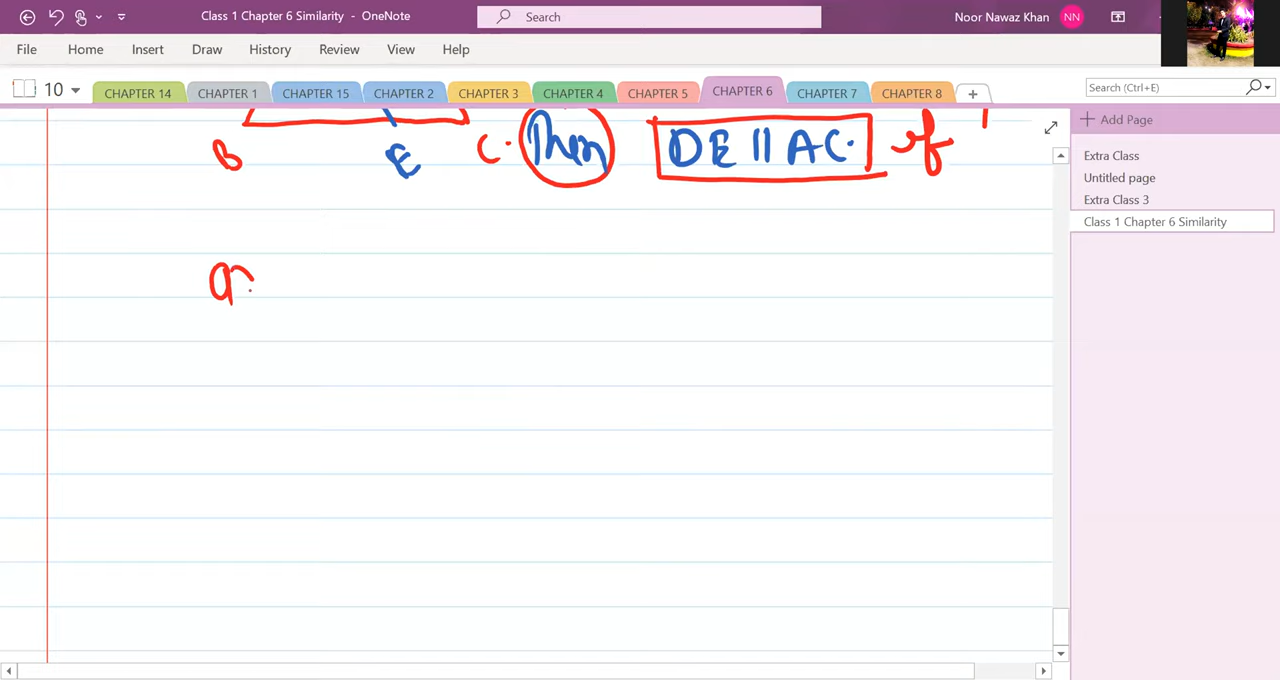 Class 1 Chapter 6 Similarity - OneNote
Search
Noor Nawaz Khan NN
File Home Insert Draw History Review View Help
10 CHAPTER 14 CHAPTER 1 CHAPTER 15 CHAPTER 2 CHAPTER 3 CHAPTER 4 CHAPTER 5 CHAPTER 6 CHAPTER 7 CHAPTER 8 +
Search (Ctrl+E)
Add Page
Extra Class
Untitled page
Extra Class 3
Class 1 Chapter 6 Similarity
B E C. Then DE || AC. if